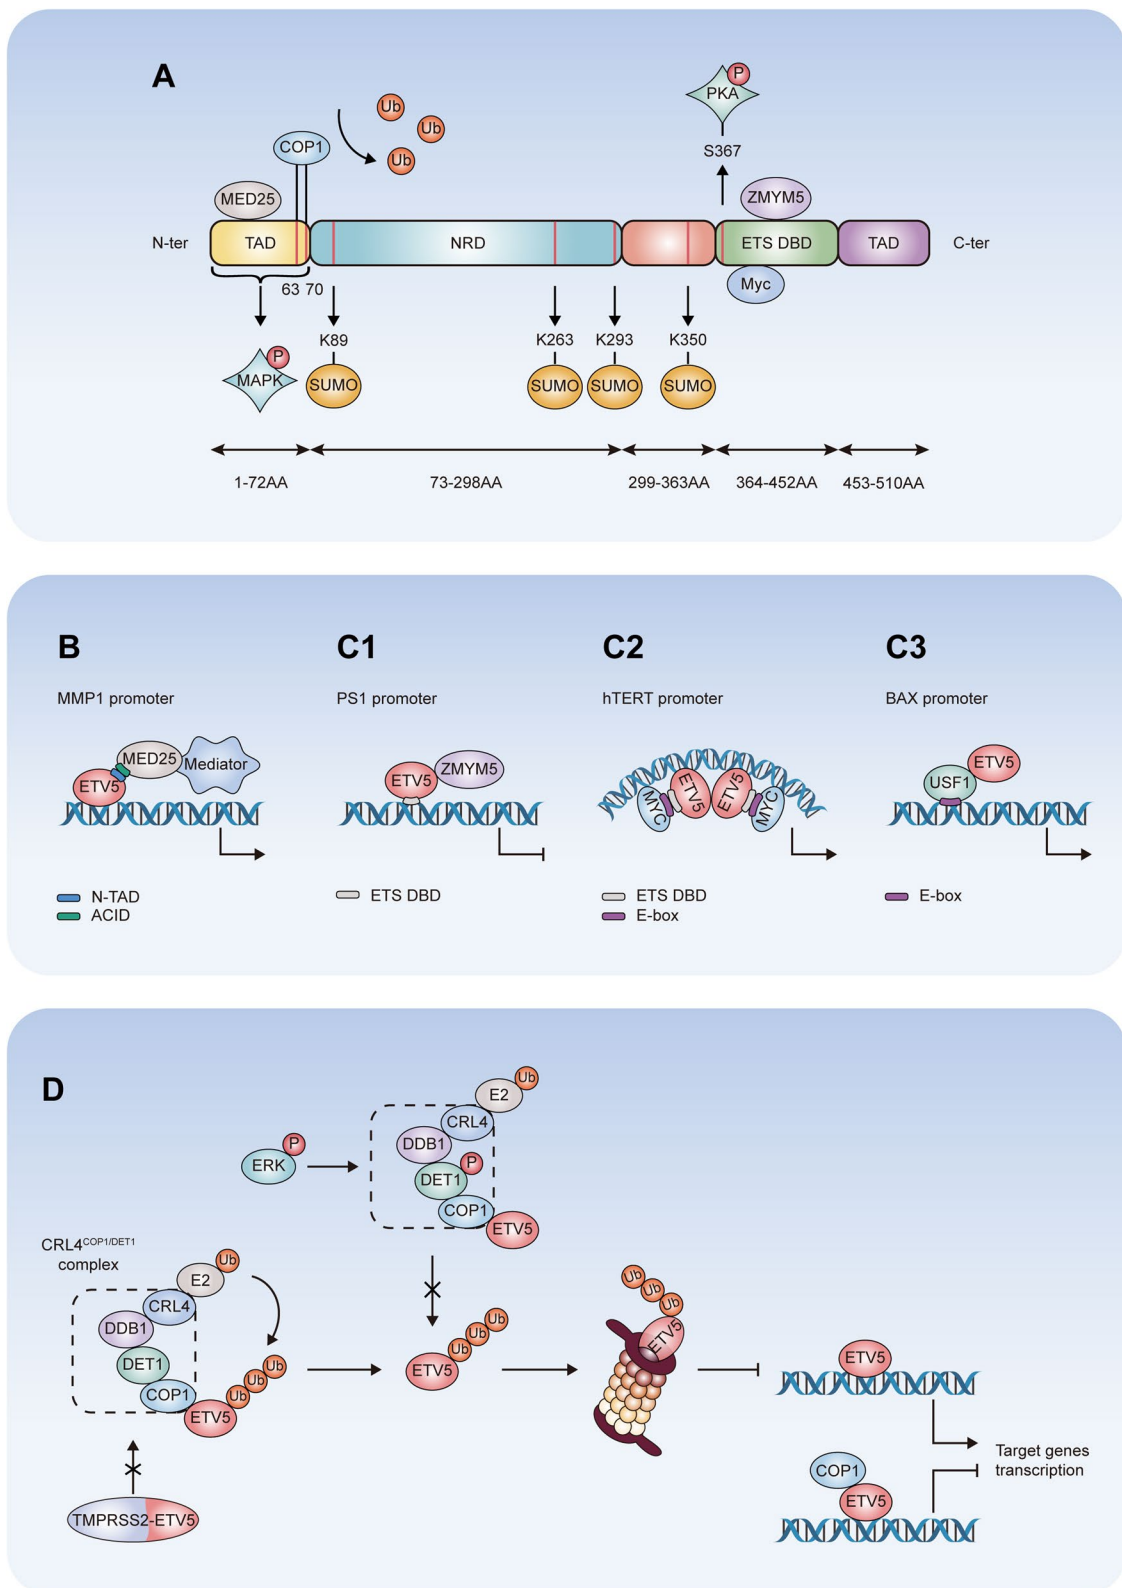 A
P
PKA
Ub
Ub
Ub
COP1
S367
MED25
ZMYM5
N-ter
TAD
NRD
ETS DBD
TAD
C-ter
63 70
Myc
K89
K263
K293
K350
P
MAPK
SUMO
SUMO
SUMO
SUMO
1-72AA
73-298AA
299-363AA
364-452AA
453-510AA
B
MMP1 promoter
MED25
Mediator
ETV5
N-TAD
ACID
C1
PS1 promoter
ETV5
ZMYM5
ETS DBD
C2
hTERT promoter
MYC
ETV5
ETV5
MYC
ETS DBD
E-box
C3
BAX promoter
USF1
ETV5
E-box
D
Ub
E2
CRL4
DDB1
P
DET1
COP1
ETV5
P
ERK
CRL4COP1/DET1
complex
Ub
E2
CRL4
DDB1
DET1
COP1
ETV5
Ub
Ub
Ub
TMPRSS2-ETV5
ETV5
Ub
Ub
Ub
Ub
Ub
Ub
ETV5
ETV5
Target genes
transcription
COP1
ETV5